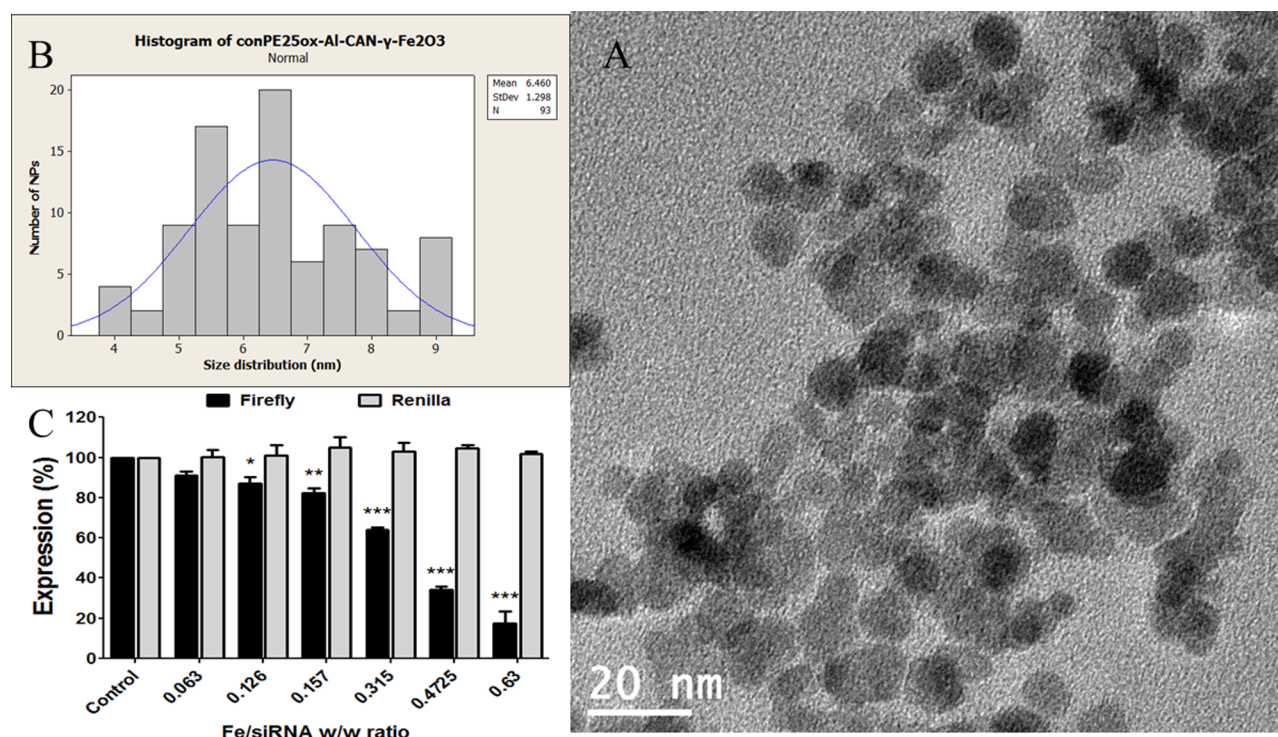 B
Histogram of conPE25ox-Al-CAN-γ-Fe2O3
Normal
Mean 6.460
StDev 1.298
N 93
Number of NPs
20
15
10
5
0
4 5 6 7 8 9
Size distribution (nm)
A
20 nm
C
Firefly Renilla
Expression (%)
120
100
80
60
40
20
0
* ** *** *** ***
Control 0.063 0.126 0.157 0.315 0.4725 0.63
Fe/siRNA w/w ratio